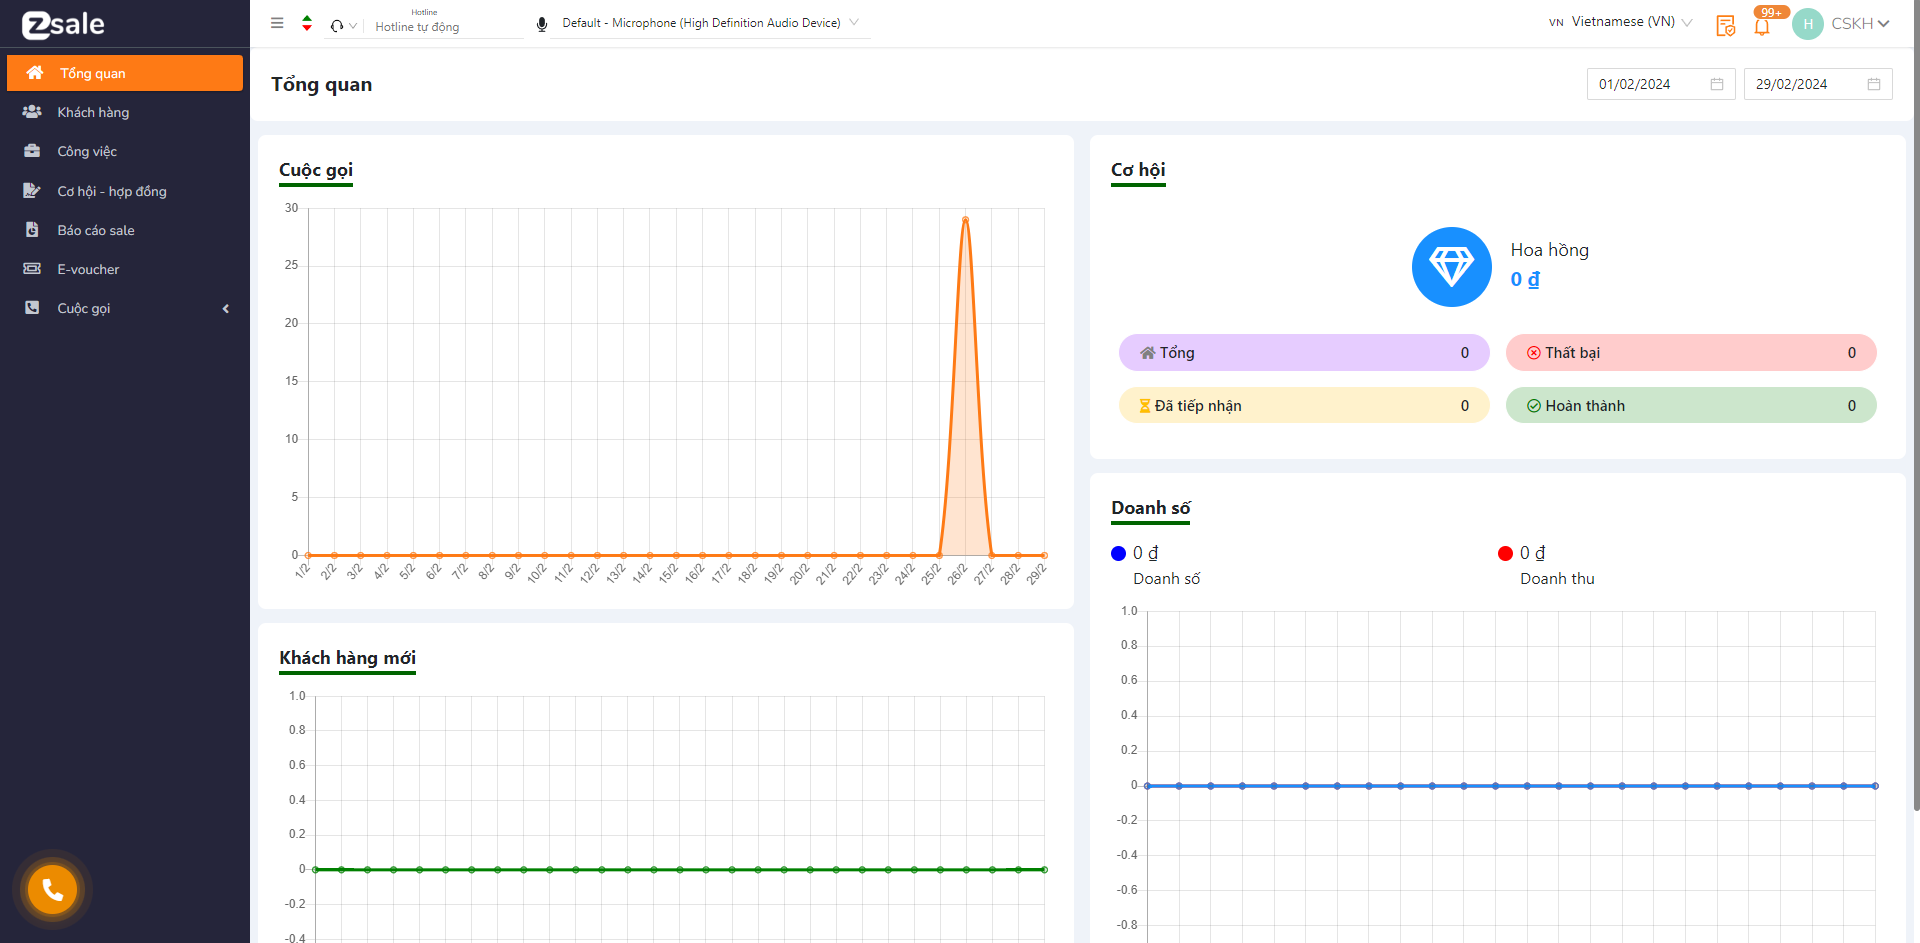 zsale
Tổng quan
Khách hàng
Công việc
Cơ hội - hợp đồng
Báo cáo sale
E-voucher
Cuộc gọi
Hotline
Hotline tự động
Default - Microphone (High Definition Audio Device)
VN Vietnamese (VN)
99+
H
CSKH
Tổng quan
01/02/2024
29/02/2024
Cuộc gọi
30
25
20
15
10
5
0
1/2 2/2 3/2 4/2 5/2 6/2 7/2 8/2 9/2 10/2 11/2 12/2 13/2 14/2 15/2 16/2 17/2 18/2 19/2 20/2 21/2 22/2 23/2 24/2 25/2 26/2 27/2 28/2 29/2
Khách hàng mới
1.0
0.8
0.6
0.4
0.2
0
-0.2
-0.4
Cơ hội
Hoa hồng
0 ₫
Tổng 0
Thất bại 0
Đã tiếp nhận 0
Hoàn thành 0
Doanh số
0 ₫
Doanh số
0 ₫
Doanh thu
1.0
0.8
0.6
0.4
0.2
0
-0.2
-0.4
-0.6
-0.8